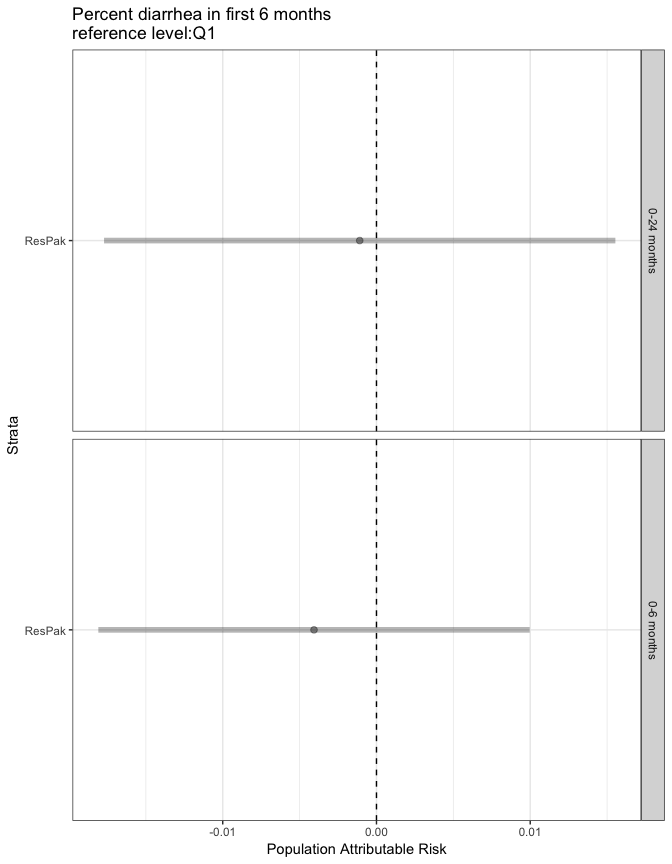 Percent diarrhea in first 6 months
reference level:Q1
Strata
ResPak
0-24 months
ResPak
0-6 months
-0.01
0.00
0.01
Population Attributable Risk